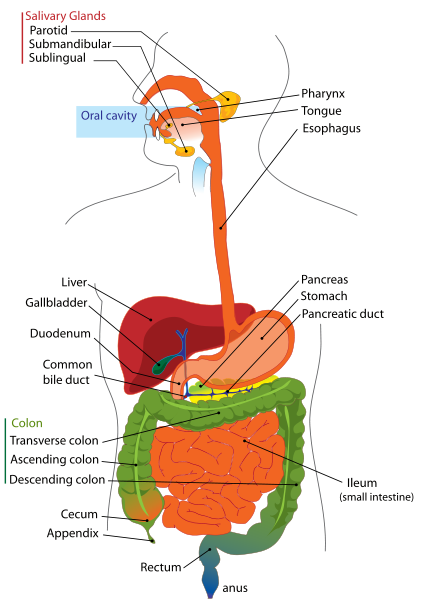 Salivary Glands
Parotid
Submandibular
Sublingual
Oral cavity
Pharynx
Tongue
Esophagus
Liver
Gallbladder
Duodenum
Common
bile duct
Pancreas
Stomach
Pancreatic duct
Colon
Transverse colon
Ascending colon
Descending colon
Cecum
Appendix
Ileum
(small intestine)
Rectum
anus